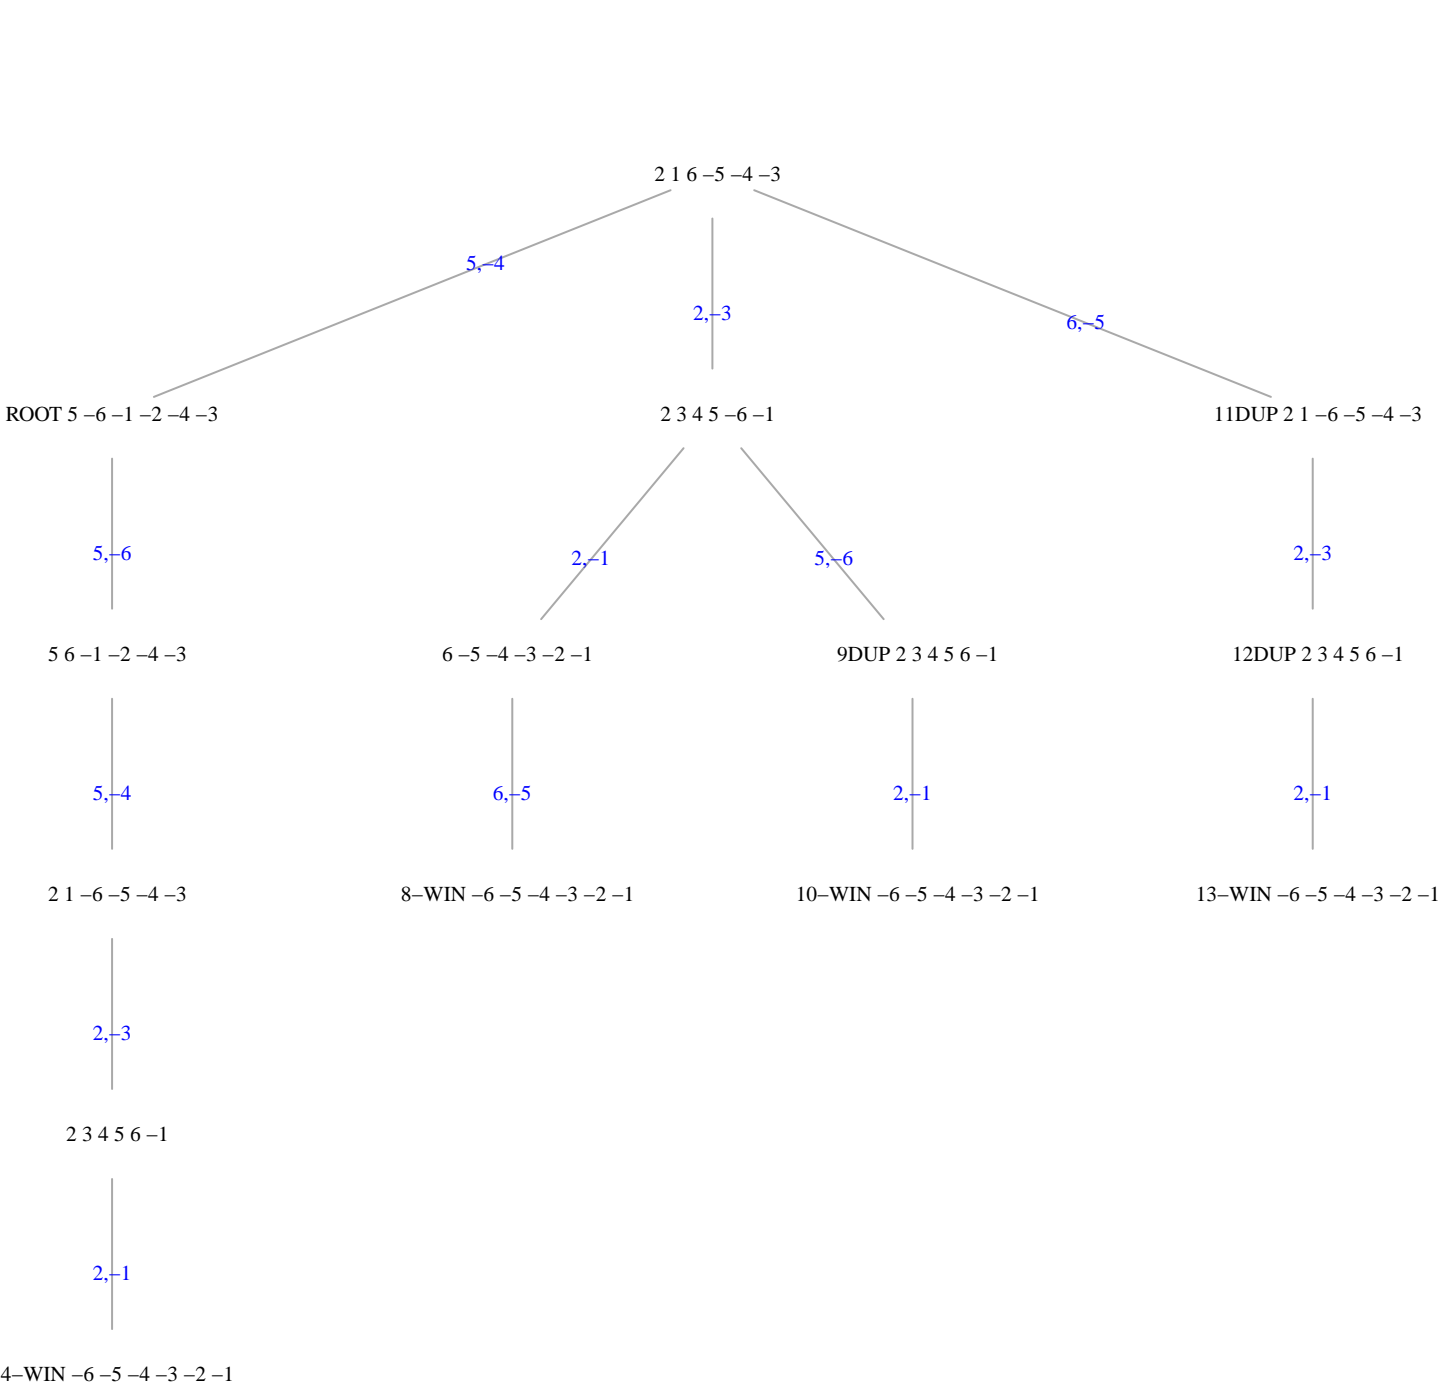 2 1 6 –5 –4 –3
5,–4
2,–3
6,–5
ROOT 5 –6 –1 –2 –4 –3
2 3 4 5 –6 –1
11DUP 2 1 –6 –5 –4 –3
5,–6
2,–1
5,–6
2,–3
5 6 –1 –2 –4 –3
6 –5 –4 –3 –2 –1
9DUP 2 3 4 5 6 –1
12DUP 2 3 4 5 6 –1
5,–4
6,–5
2,–1
2,–1
2 1 –6 –5 –4 –3
8–WIN –6 –5 –4 –3 –2 –1
10–WIN –6 –5 –4 –3 –2 –1
13–WIN –6 –5 –4 –3 –2 –1
2,–3
2 3 4 5 6 –1
2,–1
4–WIN –6 –5 –4 –3 –2 –1